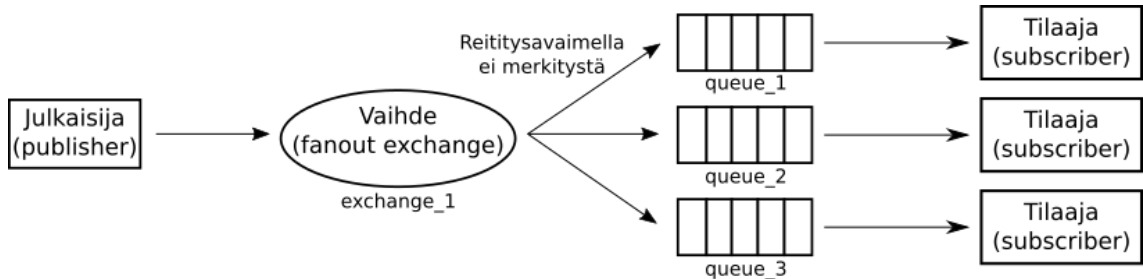 Julkaisija
(publisher)
Vaihde
(fanout exchange)
exchange_1
Reititysavaimella
ei merkitystä
queue_1
queue_2
queue_3
Tilaaja
(subscriber)
Tilaaja
(subscriber)
Tilaaja
(subscriber)